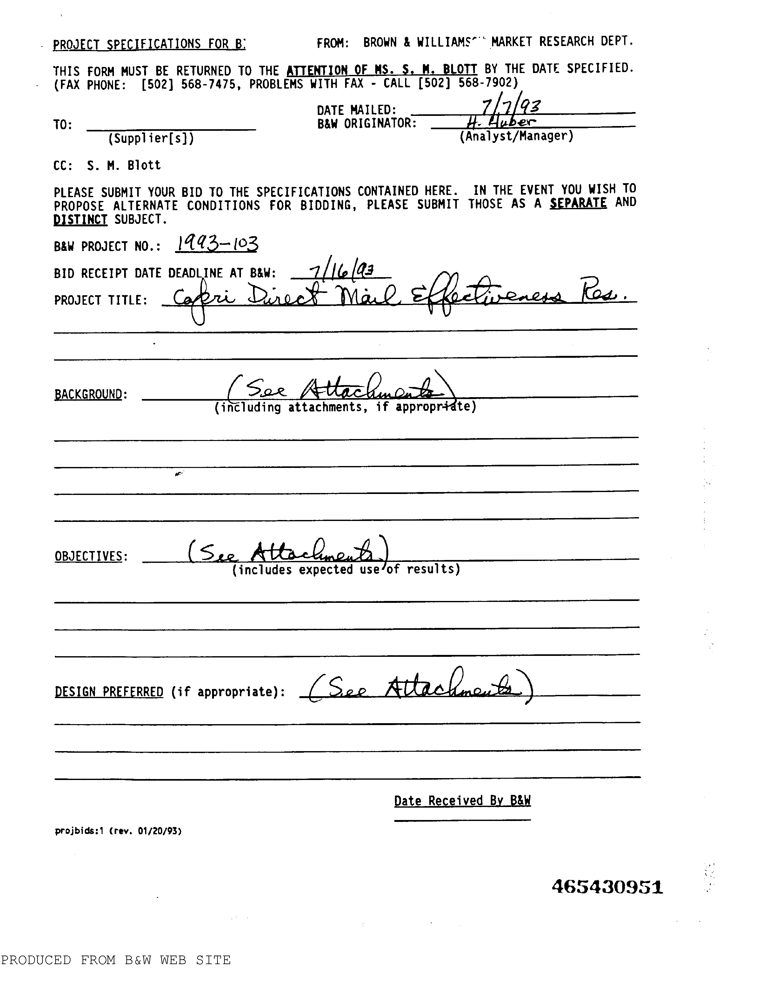 PROJECT SPECIFICATIONS FOR B FROM: BROWN & WILLIAMS MARKET RESEARCH DEPT.
THIS FORM MUST BE RETURNED TO THE ATTENTION OF MS. S. M. BLOTT BY THE DATE SPECIFIED.
(FAX PHONE: [502] 568-7475, PROBLEMS WITH FAX - CALL [502] 568-7902)
DATE MAILED: 7/7/93
TO: B&W ORIGINATOR: H. Huber
(Supplier[s]) (Analyst/Manager)
CC: S. M. Blott
PLEASE SUBMIT YOUR BID TO THE SPECIFICATIONS CONTAINED HERE. IN THE EVENT YOU WISH TO
PROPOSE ALTERNATE CONDITIONS FOR BIDDING, PLEASE SUBMIT THOSE AS A SEPARATE AND
DISTINCT SUBJECT.
B&W PROJECT NO.: 1993-103
BID RECEIPT DATE DEADLINE AT B&W: 7/16/93
PROJECT TITLE: Capri Direct Mail Effectiveness Res.
BACKGROUND: (See Attachments)
(including attachments, if appropriate)
OBJECTIVES: (See Attachments)
(includes expected use of results)
DESIGN PREFERRED (if appropriate): (See Attachments)
Date Received By B&W
projbids:1 (rev. 01/20/93)
465430951
PRODUCED FROM B&W WEB SITE